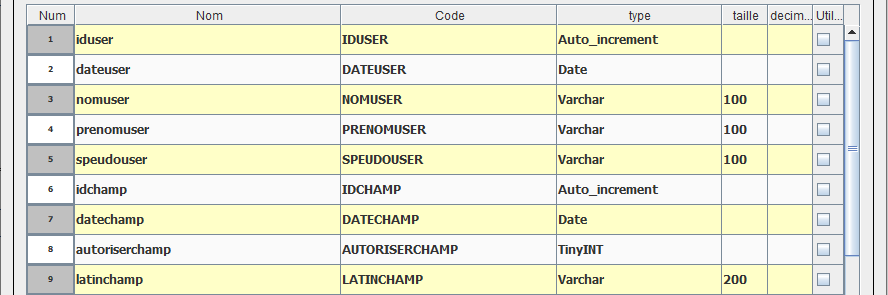 Num Nom Code type taille decim... Util...
1 iduser IDUSER Auto_increment
2 dateuser DATEUSER Date
3 nomuser NOMUSER Varchar 100
4 prenomuser PRENOMUSER Varchar 100
5 speudouser SPEUDOUSER Varchar 100
6 idchamp IDCHAMP Auto_increment
7 datechamp DATECHAMP Date
8 autoriserchamp AUTORISERCHAMP TinyINT
9 latinchamp LATINCHAMP Varchar 200